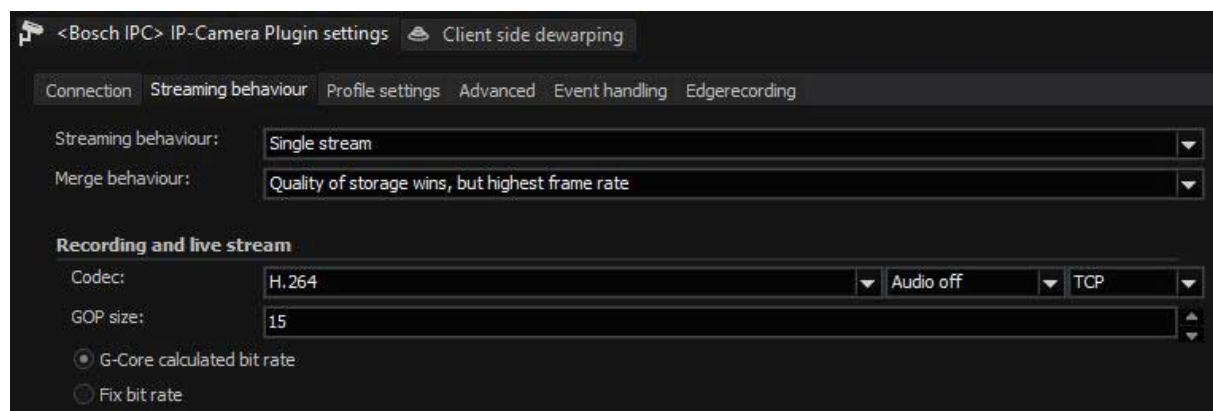 <Bosch IPC> IP-Camera Plugin settings Client side dewarping
Connection Streaming behaviour Profile settings Advanced Event handling Edgerecording
Streaming behaviour: Single stream
Merge behaviour: Quality of storage wins, but highest frame rate
Recording and live stream
Codec: H.264 Audio off TCP
GOP size: 15
G-Core calculated bit rate
Fix bit rate